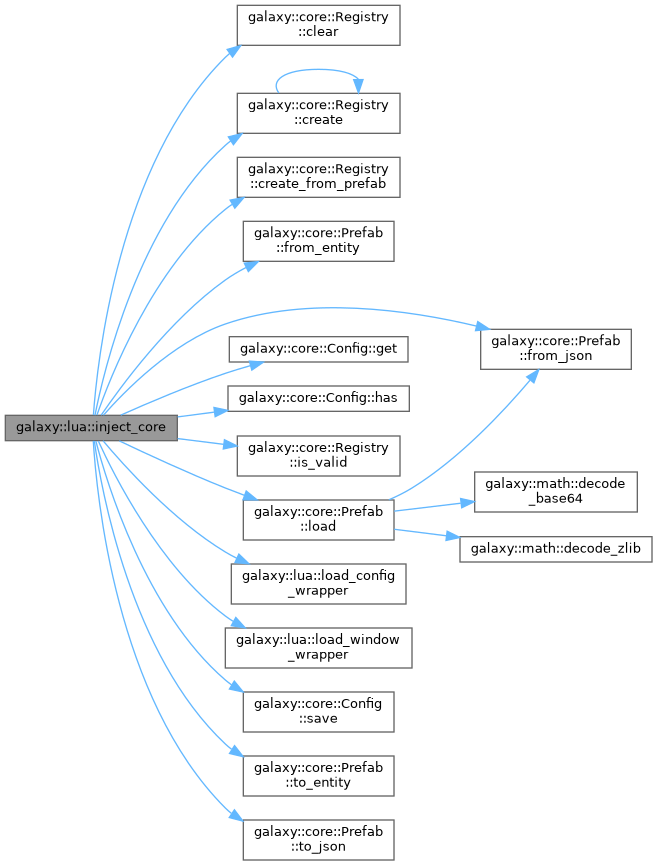 galaxy::core::Registry
::clear
galaxy::core::Registry
::create
galaxy::core::Registry
::create_from_prefab
galaxy::core::Prefab
::from_entity
galaxy::core::Prefab
::from_json
galaxy::core::Config::get
galaxy::core::Config::has
galaxy::lua::inject_core
galaxy::core::Registry
::is_valid
galaxy::core::Prefab
::load
galaxy::math::decode
_base64
galaxy::math::decode_zlib
galaxy::lua::load_config
_wrapper
galaxy::lua::load_window
_wrapper
galaxy::core::Config
::save
galaxy::core::Prefab
::to_entity
galaxy::core::Prefab
::to_json